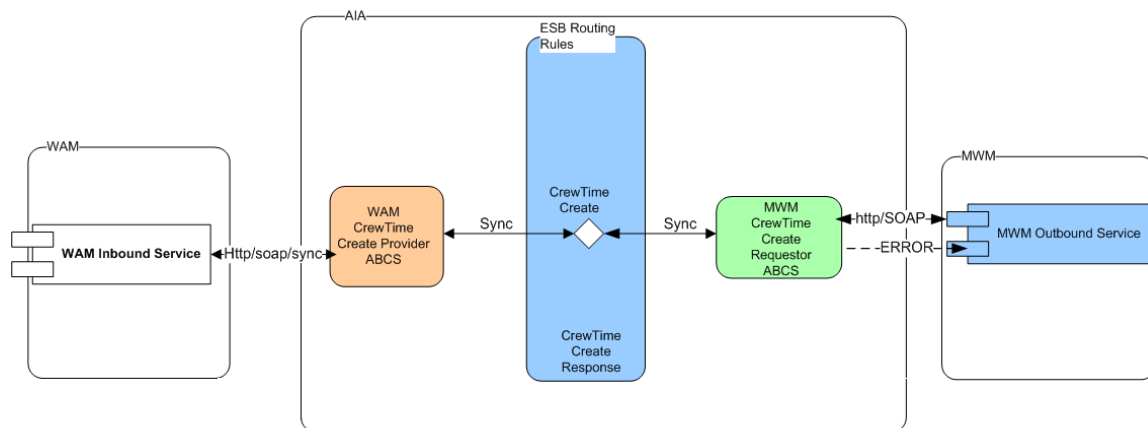 AIA
ESB Routing
Rules
WAM
MWM
WAM Inbound Service
Http/soap/sync
WAM
CrewTime
Create Provider
ABCS
Sync
CrewTime
Create
Sync
MWM
CrewTime
Create
Requestor
ABCS
http/SOAP
ERROR
MWM Outbound Service
CrewTime
Create
Response